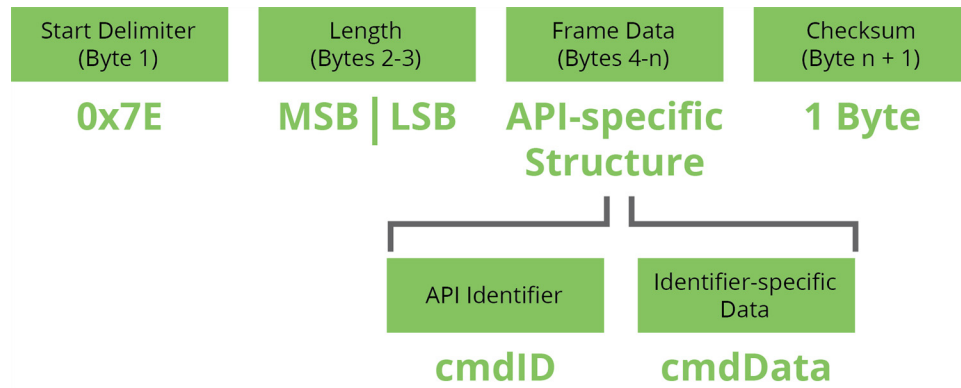 Start Delimiter
(Byte 1)
Length
(Bytes 2-3)
Frame Data
(Bytes 4-n)
Checksum
(Byte n + 1)
0x7E
MSB | LSB
API-specific
Structure
1 Byte
API Identifier
Identifier-specific
Data
cmdID
cmdData